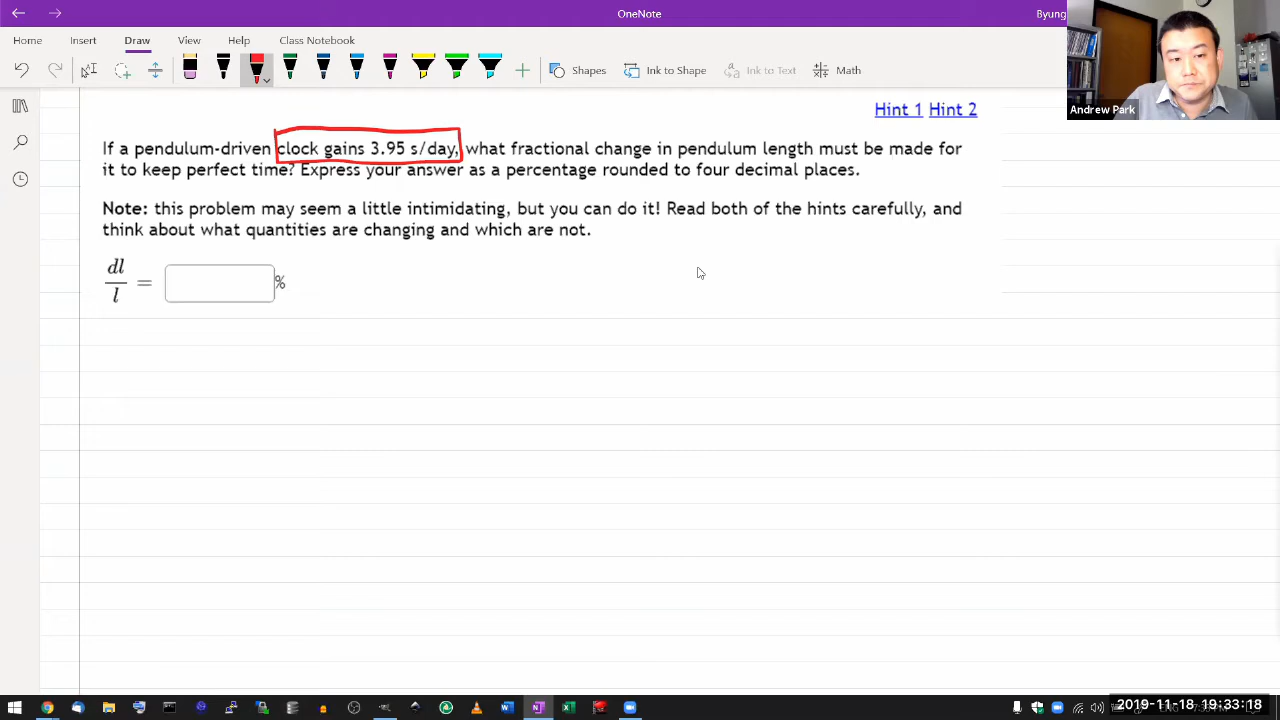 OneNote
Byung
Home Insert Draw View Help Class Notebook
Shapes Ink to Shape Ink to Text Math
Andrew Park
Hint 1 Hint 2
If a pendulum-driven clock gains 3.95 s/day, what fractional change in pendulum length must be made for
it to keep perfect time? Express your answer as a percentage rounded to four decimal places.
Note: this problem may seem a little intimidating, but you can do it! Read both of the hints carefully, and
think about what quantities are changing and which are not.
dl
l
= %
2019-11-18 19:33:18